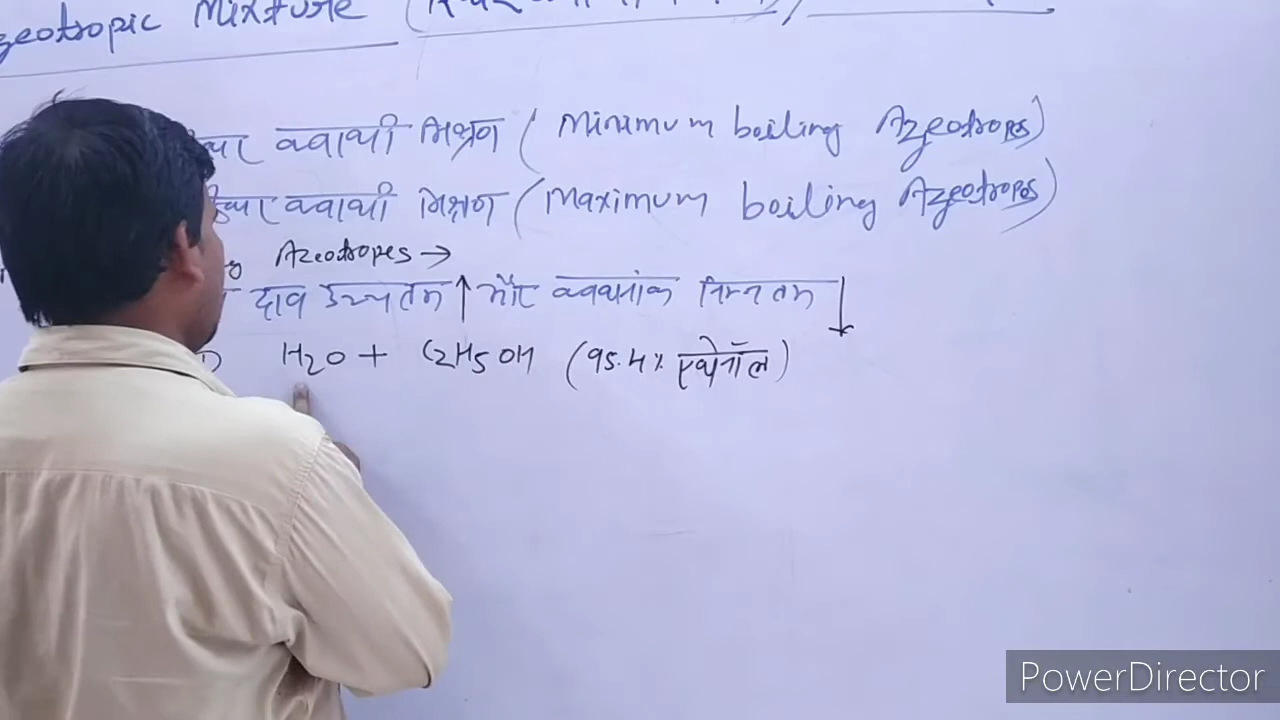 Mixture
क्वाथी मिश्रण (Minimum boiling Azeotropes)
क्वाथी मिश्रण (Maximum boiling Azeotropes)
Azeotropes →
दाब उच्चतम ↑ और क्वथनांक निम्नतम ↓
H2O + C2H5OH (95.4% एथेनॉल)
PowerDirector